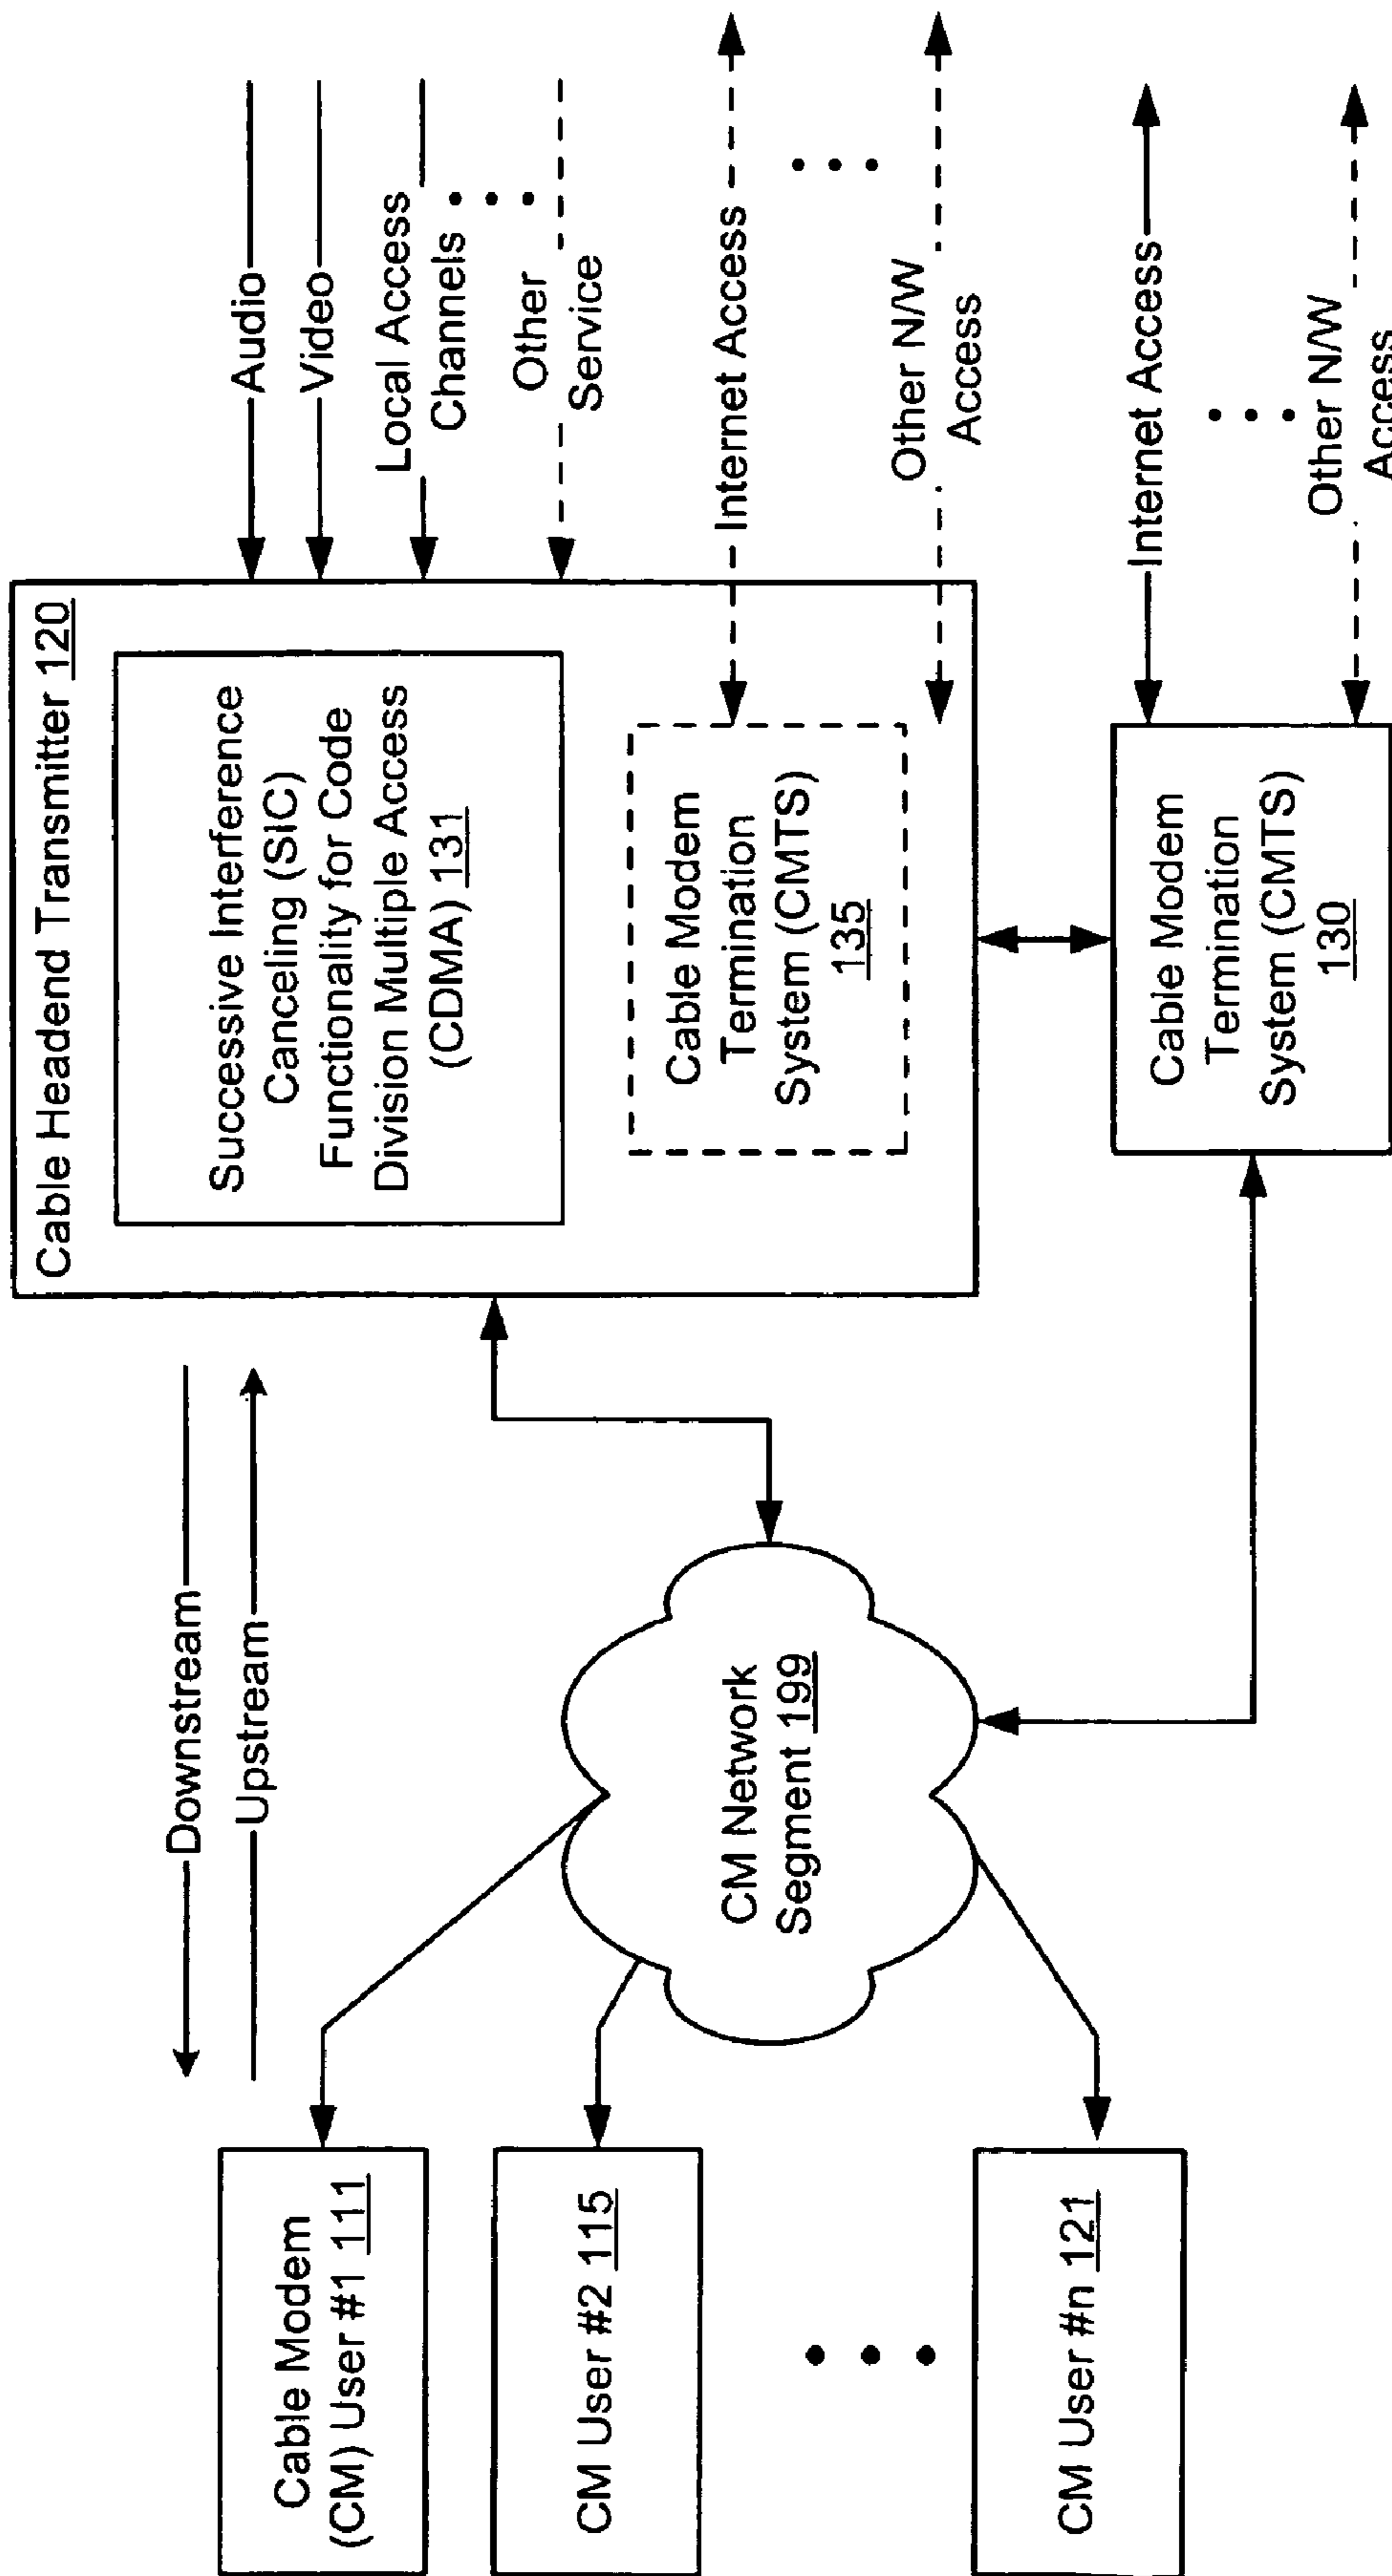 Downstream
Upstream
Cable Modem
(CM) User #1 111
CM User #2 115
CM User #n 121
CM Network
Segment 199
Cable Headend Transmitter 120
Successive Interference
Canceling (SIC)
Functionality for Code
Division Multiple Access
(CDMA) 131
Cable Modem
Termination
System (CMTS)
135
Cable Modem
Termination
System (CMTS)
130
Audio
Video
Local Access
Channels
Other
Service
Internet Access
Other N/W
Access
Internet Access
Other N/W
Access